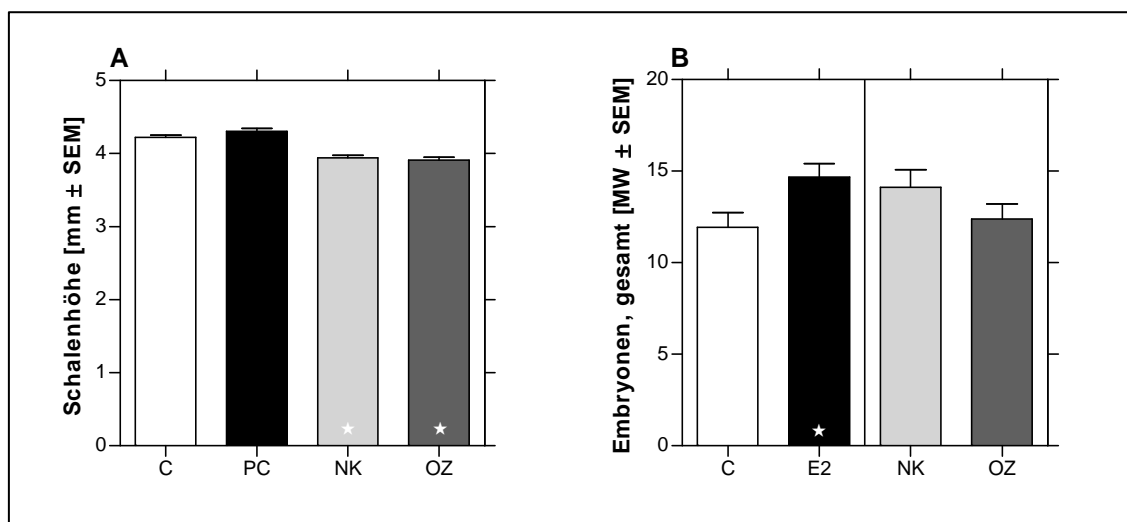 A
Schalenhöhe [mm ± SEM]
5
4
3
2
1
0
C PC NK OZ
B
Embryonen, gesamt [MW ± SEM]
20
15
10
5
0
C E2 NK OZ